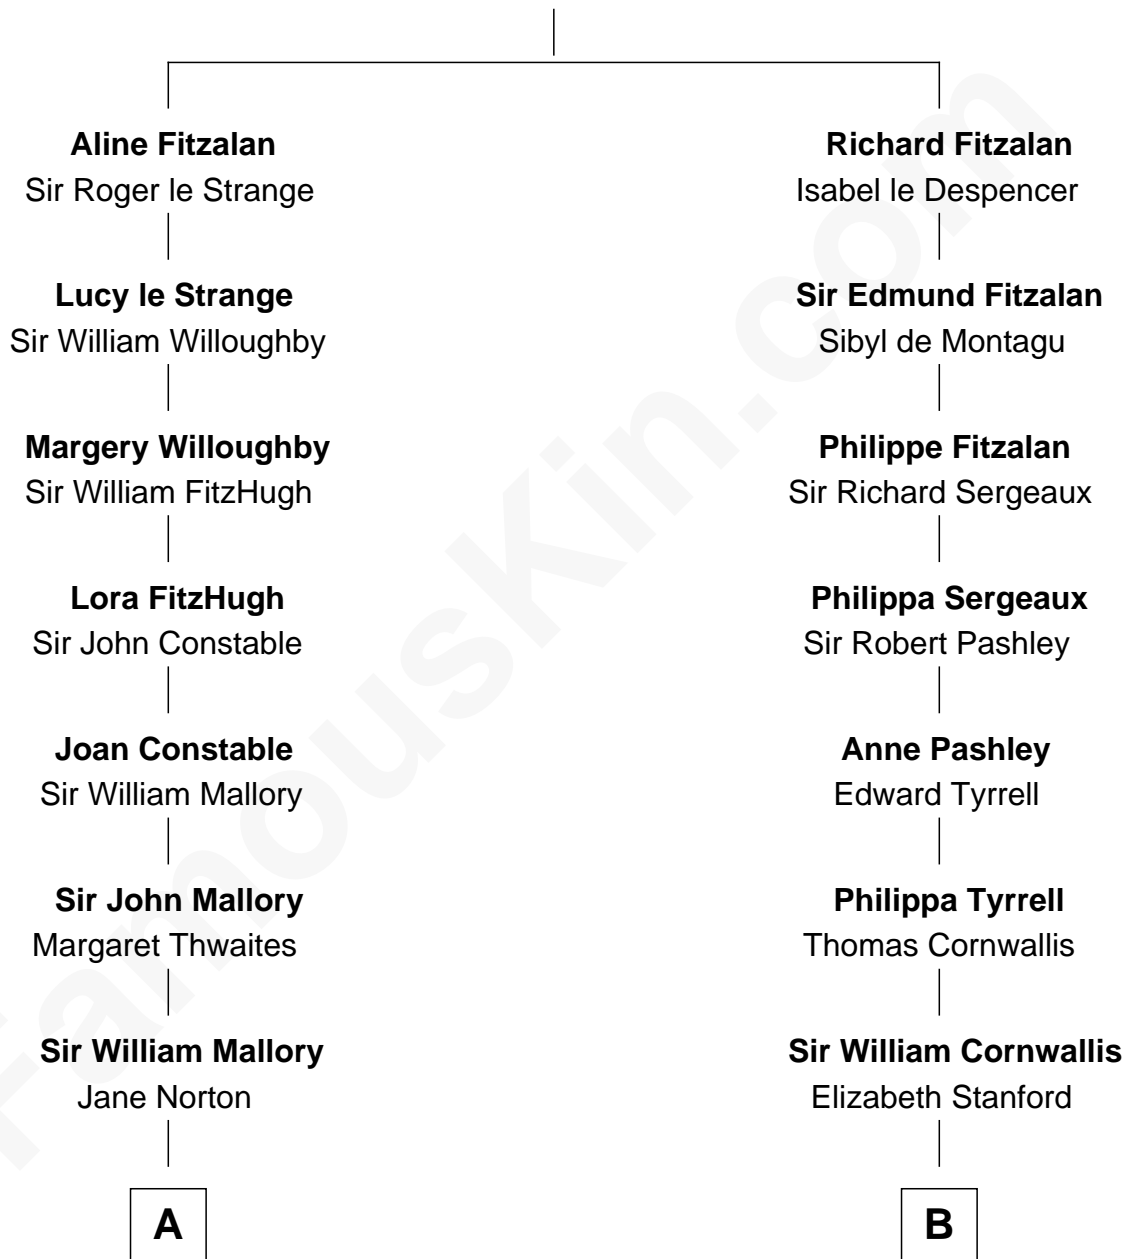 Aline Fitzalan
Sir Roger le Strange
Lucy le Strange
Sir William Willoughby
Margery Willoughby
Sir William FitzHugh
Lora FitzHugh
Sir John Constable
Joan Constable
Sir William Mallory
Sir John Mallory
Margaret Thwaites
Sir William Mallory
Jane Norton
A
Richard Fitzalan
Isabel le Despencer
Sir Edmund Fitzalan
Sibyl de Montagu
Philippe Fitzalan
Sir Richard Sergeaux
Philippa Sergeaux
Sir Robert Pashley
Anne Pashley
Edward Tyrrell
Philippa Tyrrell
Thomas Cornwallis
Sir William Cornwallis
Elizabeth Stanford
B
FamousKin.com